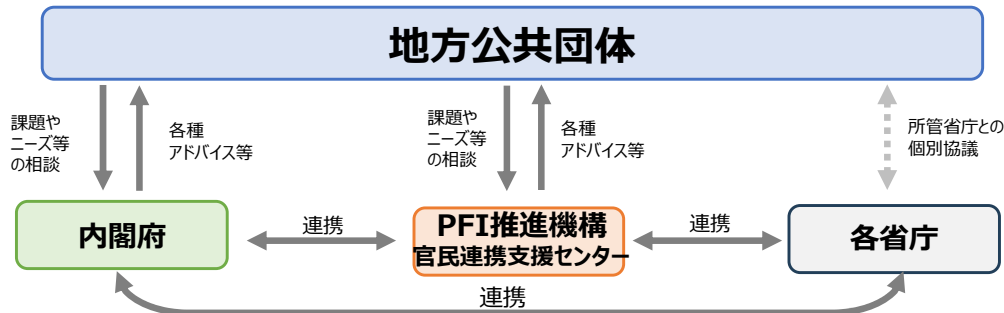 地方公共団体
課題や
ニーズ等
の相談
各種
アドバイス等
課題や
ニーズ等
の相談
各種
アドバイス等
所管省庁との
個別協議
内閣府
連携
PFI推進機構
官民連携支援センター
連携
各省庁
連携